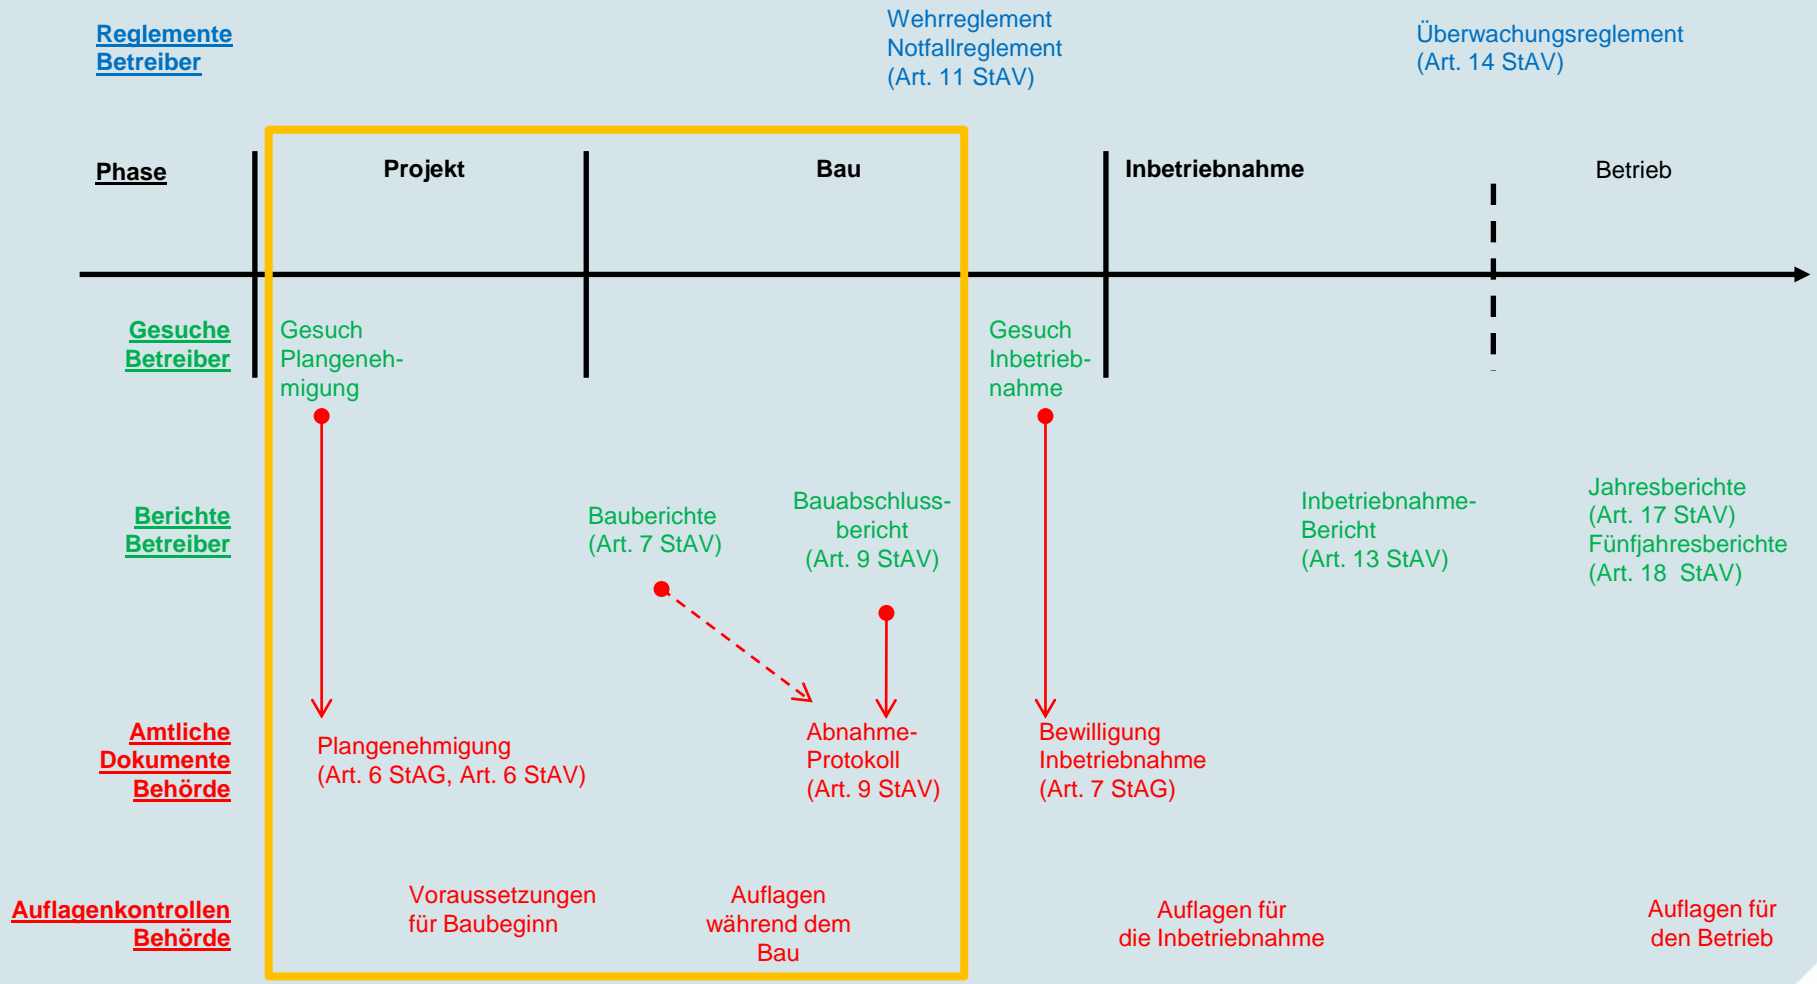 Reglemente
Betreiber
Wehrreglement
Notfallreglement
(Art. 11 StAV)
Überwachungsreglement
(Art. 14 StAV)
Phase
Projekt
Bau
Inbetriebnahme
Betrieb
Gesuche
Betreiber
Gesuch
Plangeneh-
migung
Gesuch
Inbetrieb-
nahme
Berichte
Betreiber
Bauberichte
(Art. 7 StAV)
Bauabschluss-
bericht
(Art. 9 StAV)
Inbetriebnahme-
Bericht
(Art. 13 StAV)
Jahresberichte
(Art. 17 StAV)
Fünfjahresberichte
(Art. 18 StAV)
Amtliche
Dokumente
Behörde
Plangenehmigung
(Art. 6 StAG, Art. 6 StAV)
Abnahme-
Protokoll
(Art. 9 StAV)
Bewilligung
Inbetriebnahme
(Art. 7 StAG)
Auflagenkontrollen
Behörde
Voraussetzungen
für Baubeginn
Auflagen
während dem
Bau
Auflagen für
die Inbetriebnahme
Auflagen für
den Betrieb